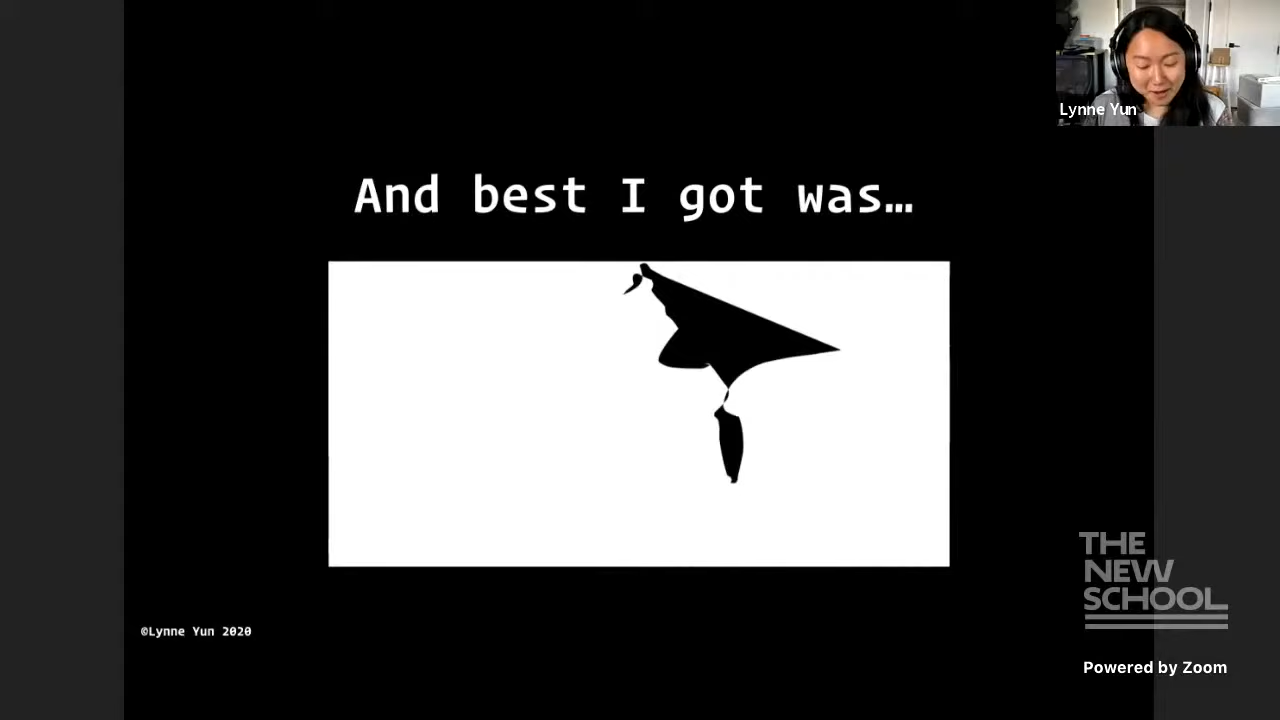 Lynne Yun
And best I got was…
©Lynne Yun 2020
THE
NEW
SCHOOL
Powered by Zoom